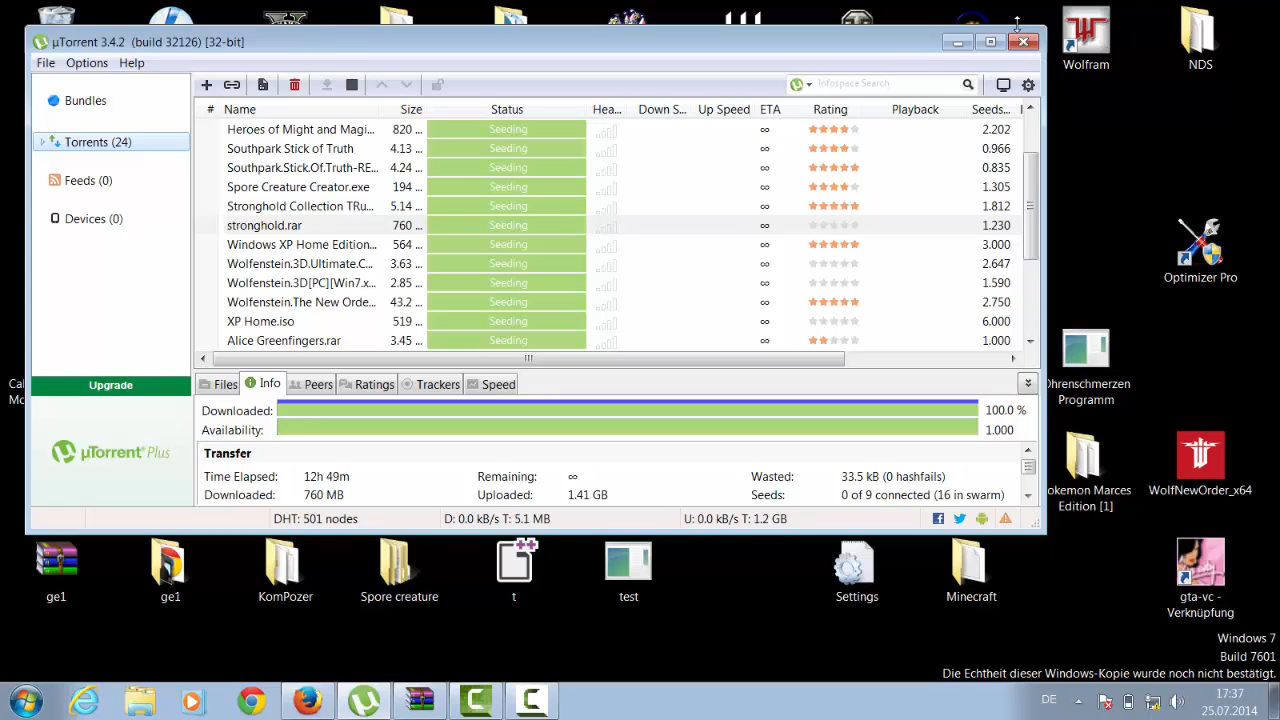 µTorrent 3.4.2 (build 32126) [32-bit]
File Options Help
Infospace Search
Bundles
Torrents (24)
Feeds (0)
Devices (0)
Upgrade
µTorrent Plus
# Name Size Status Hea... Down S... Up Speed ETA Rating Playback Seeds...
Heroes of Might and Magi... 820 ... Seeding ∞ 2.202
Southpark Stick of Truth 4.13 ... Seeding ∞ 0.966
Southpark.Stick.Of.Truth-RE... 4.24 ... Seeding ∞ 0.835
Spore Creature Creator.exe 194 ... Seeding ∞ 1.305
Stronghold Collection TRu... 5.14 ... Seeding ∞ 1.812
stronghold.rar 760 ... Seeding ∞ 1.230
Windows XP Home Edition... 564 ... Seeding ∞ 3.000
Wolfenstein.3D.Ultimate.C... 3.63 ... Seeding ∞ 2.647
Wolfenstein.3D[PC][Win7.x... 2.85 ... Seeding ∞ 1.590
Wolfenstein.The New Orde... 43.2 ... Seeding ∞ 2.750
XP Home.iso 519 ... Seeding ∞ 6.000
Alice Greenfingers.rar 3.45 ... Seeding ∞ 1.000
Files Info Peers Ratings Trackers Speed
Downloaded: 100.0 %
Availability: 1.000
Transfer
Time Elapsed: 12h 49m Remaining: ∞ Wasted: 33.5 kB (0 hashfails)
Downloaded: 760 MB Uploaded: 1.41 GB Seeds: 0 of 9 connected (16 in swarm)
DHT: 501 nodes D: 0.0 kB/s T: 5.1 MB U: 0.0 kB/s T: 1.2 GB
Wolfram
NDS
Optimizer Pro
Ohrenschmerzen
Programm
Pokemon Marces
Edition [1]
WolfNewOrder_x64
ge1
ge1
KomPozer
Spore creature
t
test
Settings
Minecraft
gta-vc -
Verknüpfung
Windows 7
Build 7601
Die Echtheit dieser Windows-Kopie wurde noch nicht bestätigt.
DE
17:37
25.07.2014